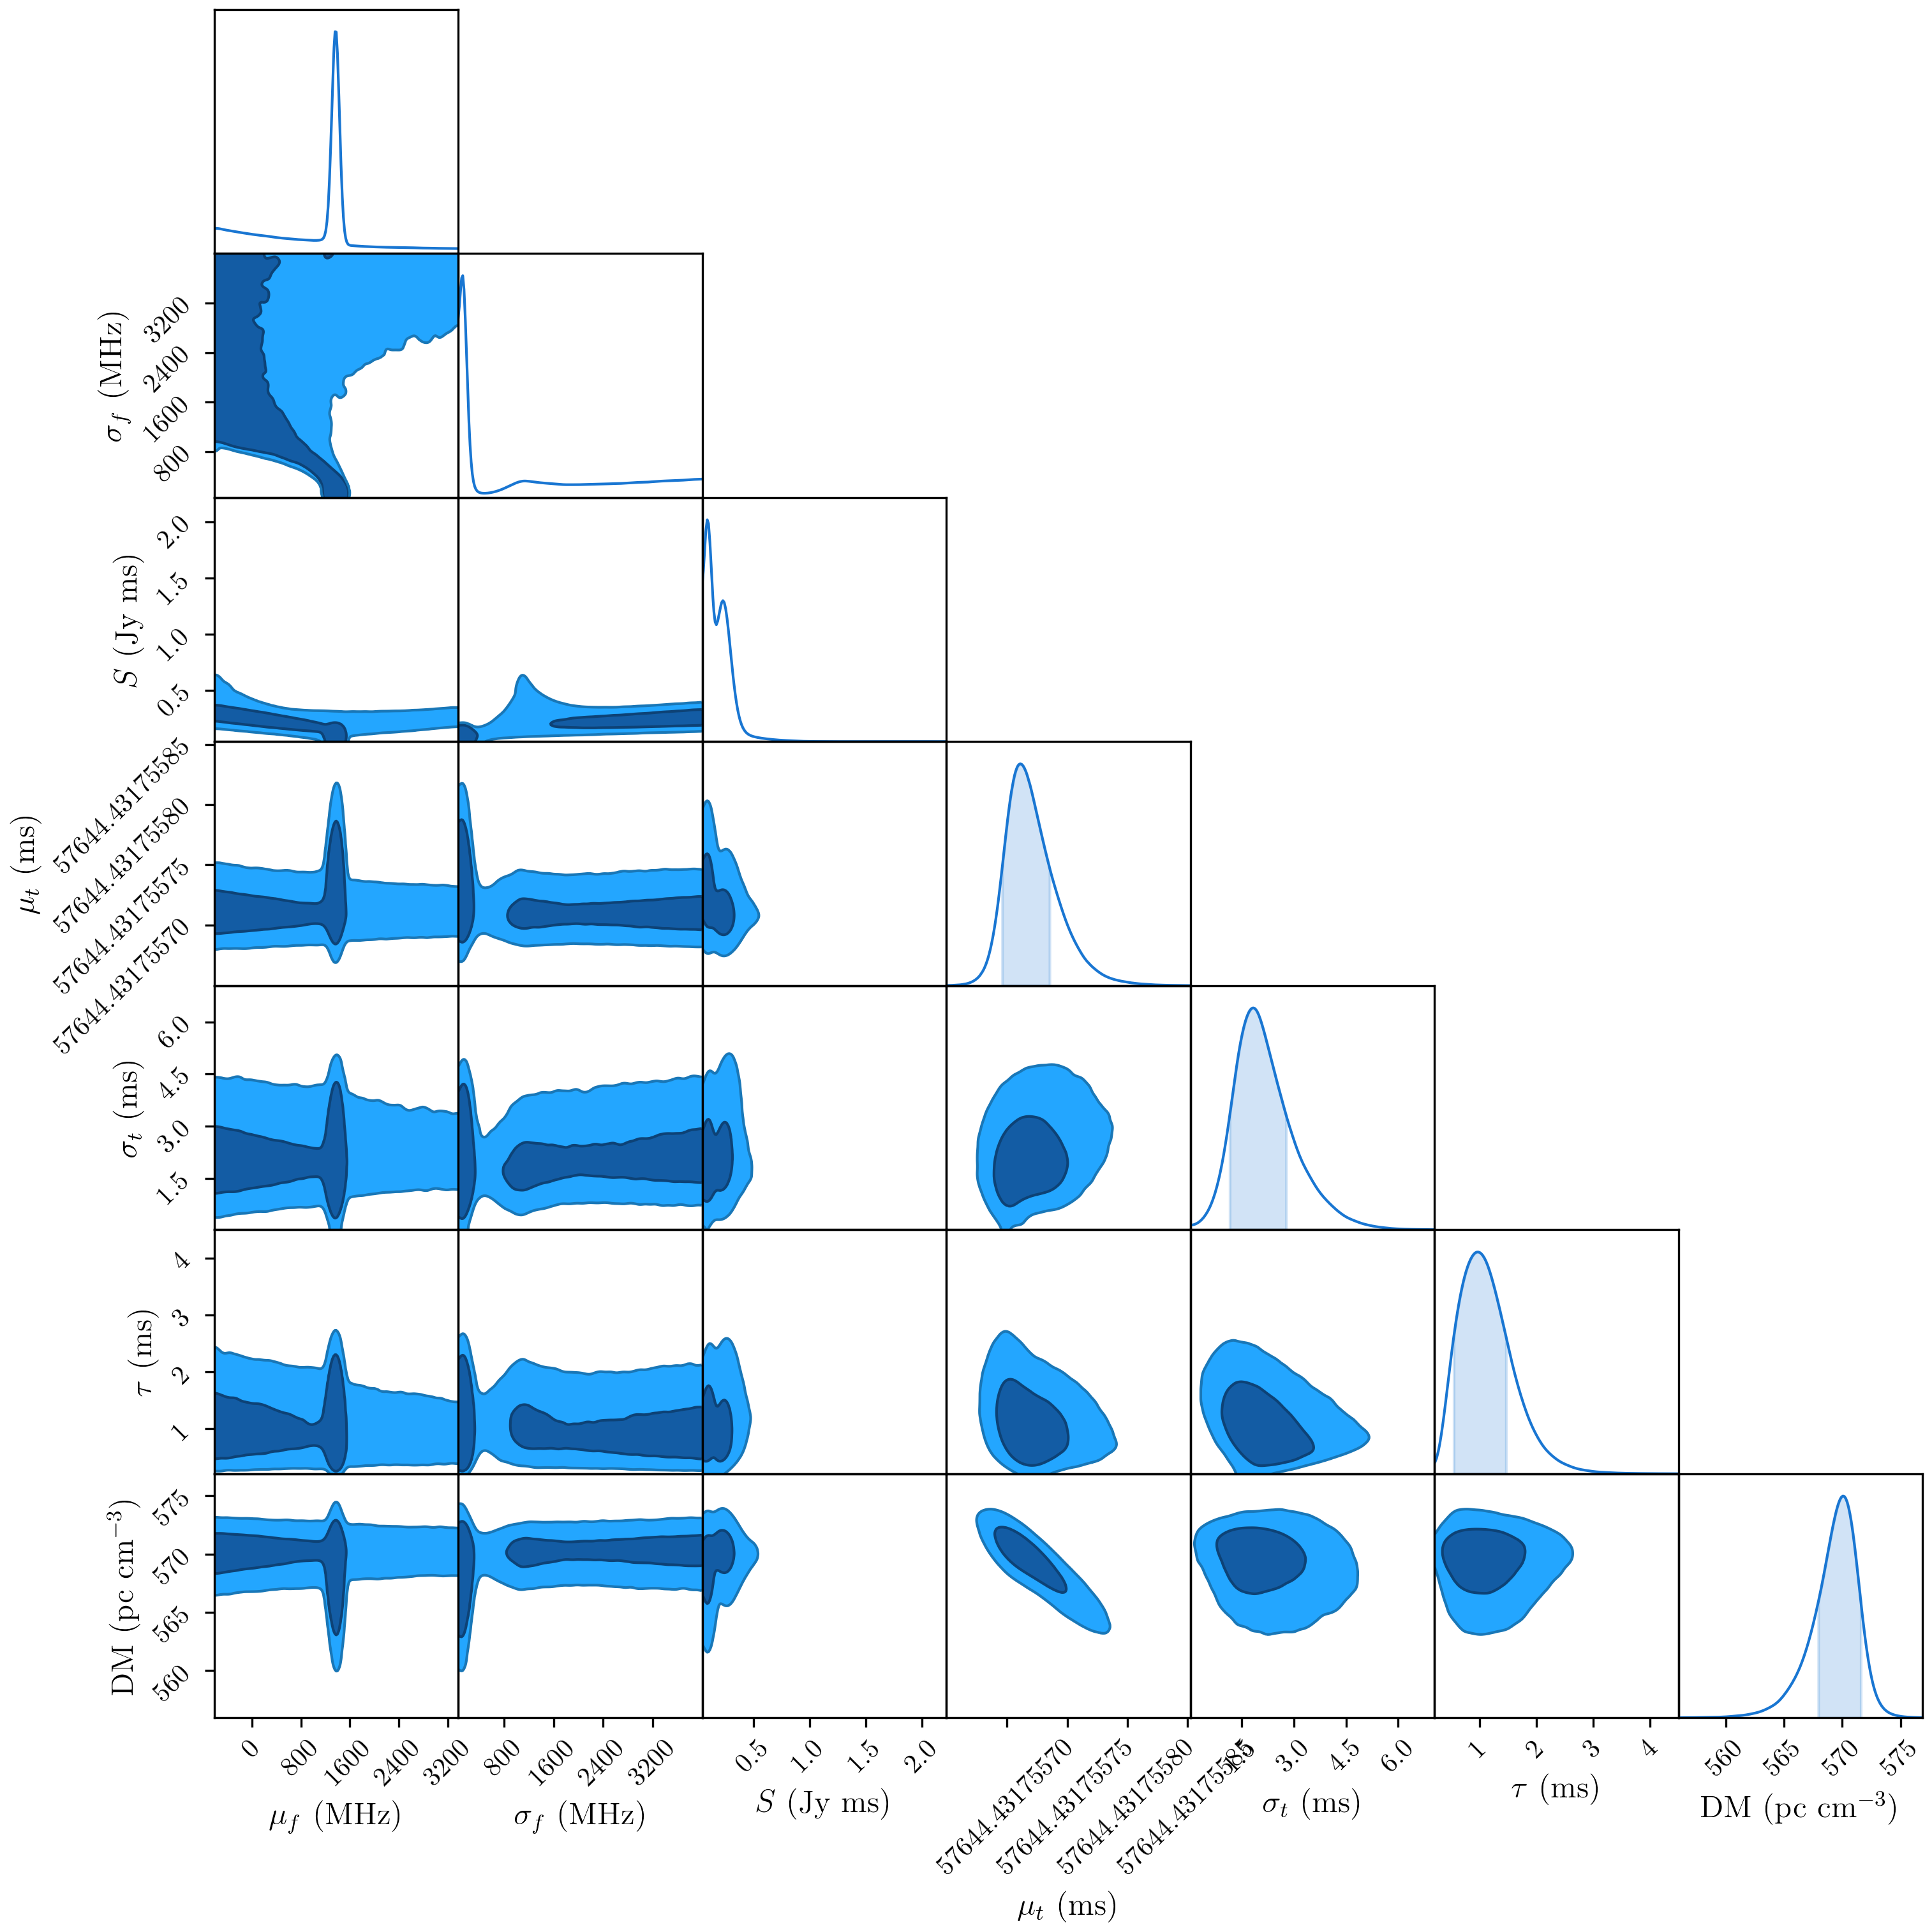 σ_f (MHz)
3200
2400
1600
800
S (Jy ms)
2.0
1.5
1.0
0.5
μ_t (ms)
57644.43175585
57644.43175580
57644.43175575
57644.43175570
σ_t (ms)
6.0
4.5
3.0
1.5
τ (ms)
4
3
2
1
DM (pc cm⁻³)
575
570
565
560
0 800 1600 2400 3200
μ_f (MHz)
800 1600 2400 3200
σ_f (MHz)
0.5 1.0 1.5 2.0
S (Jy ms)
57644.43175570 57644.43175575 57644.43175580 57644.43175585
μ_t (ms)
1.5 3.0 4.5 6.0
σ_t (ms)
1 2 3 4
τ (ms)
560 565 570 575
DM (pc cm⁻³)